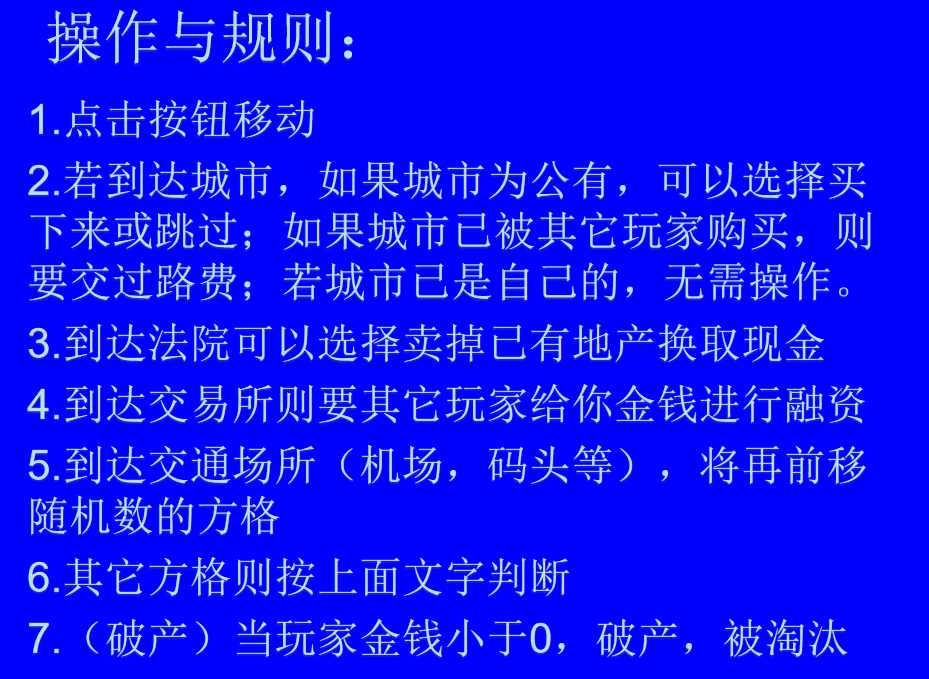 操作与规则：
1.点击按钮移动
2.若到达城市，如果城市为公有，可以选择买
下来或跳过；如果城市已被其它玩家购买，则
要交过路费；若城市已是自己的，无需操作。
3.到达法院可以选择卖掉已有地产换取现金
4.到达交易所则要其它玩家给你金钱进行融资
5.到达交通场所（机场，码头等），将再前移
随机数的方格
6.其它方格则按上面文字判断
7.（破产）当玩家金钱小于0，破产，被淘汰